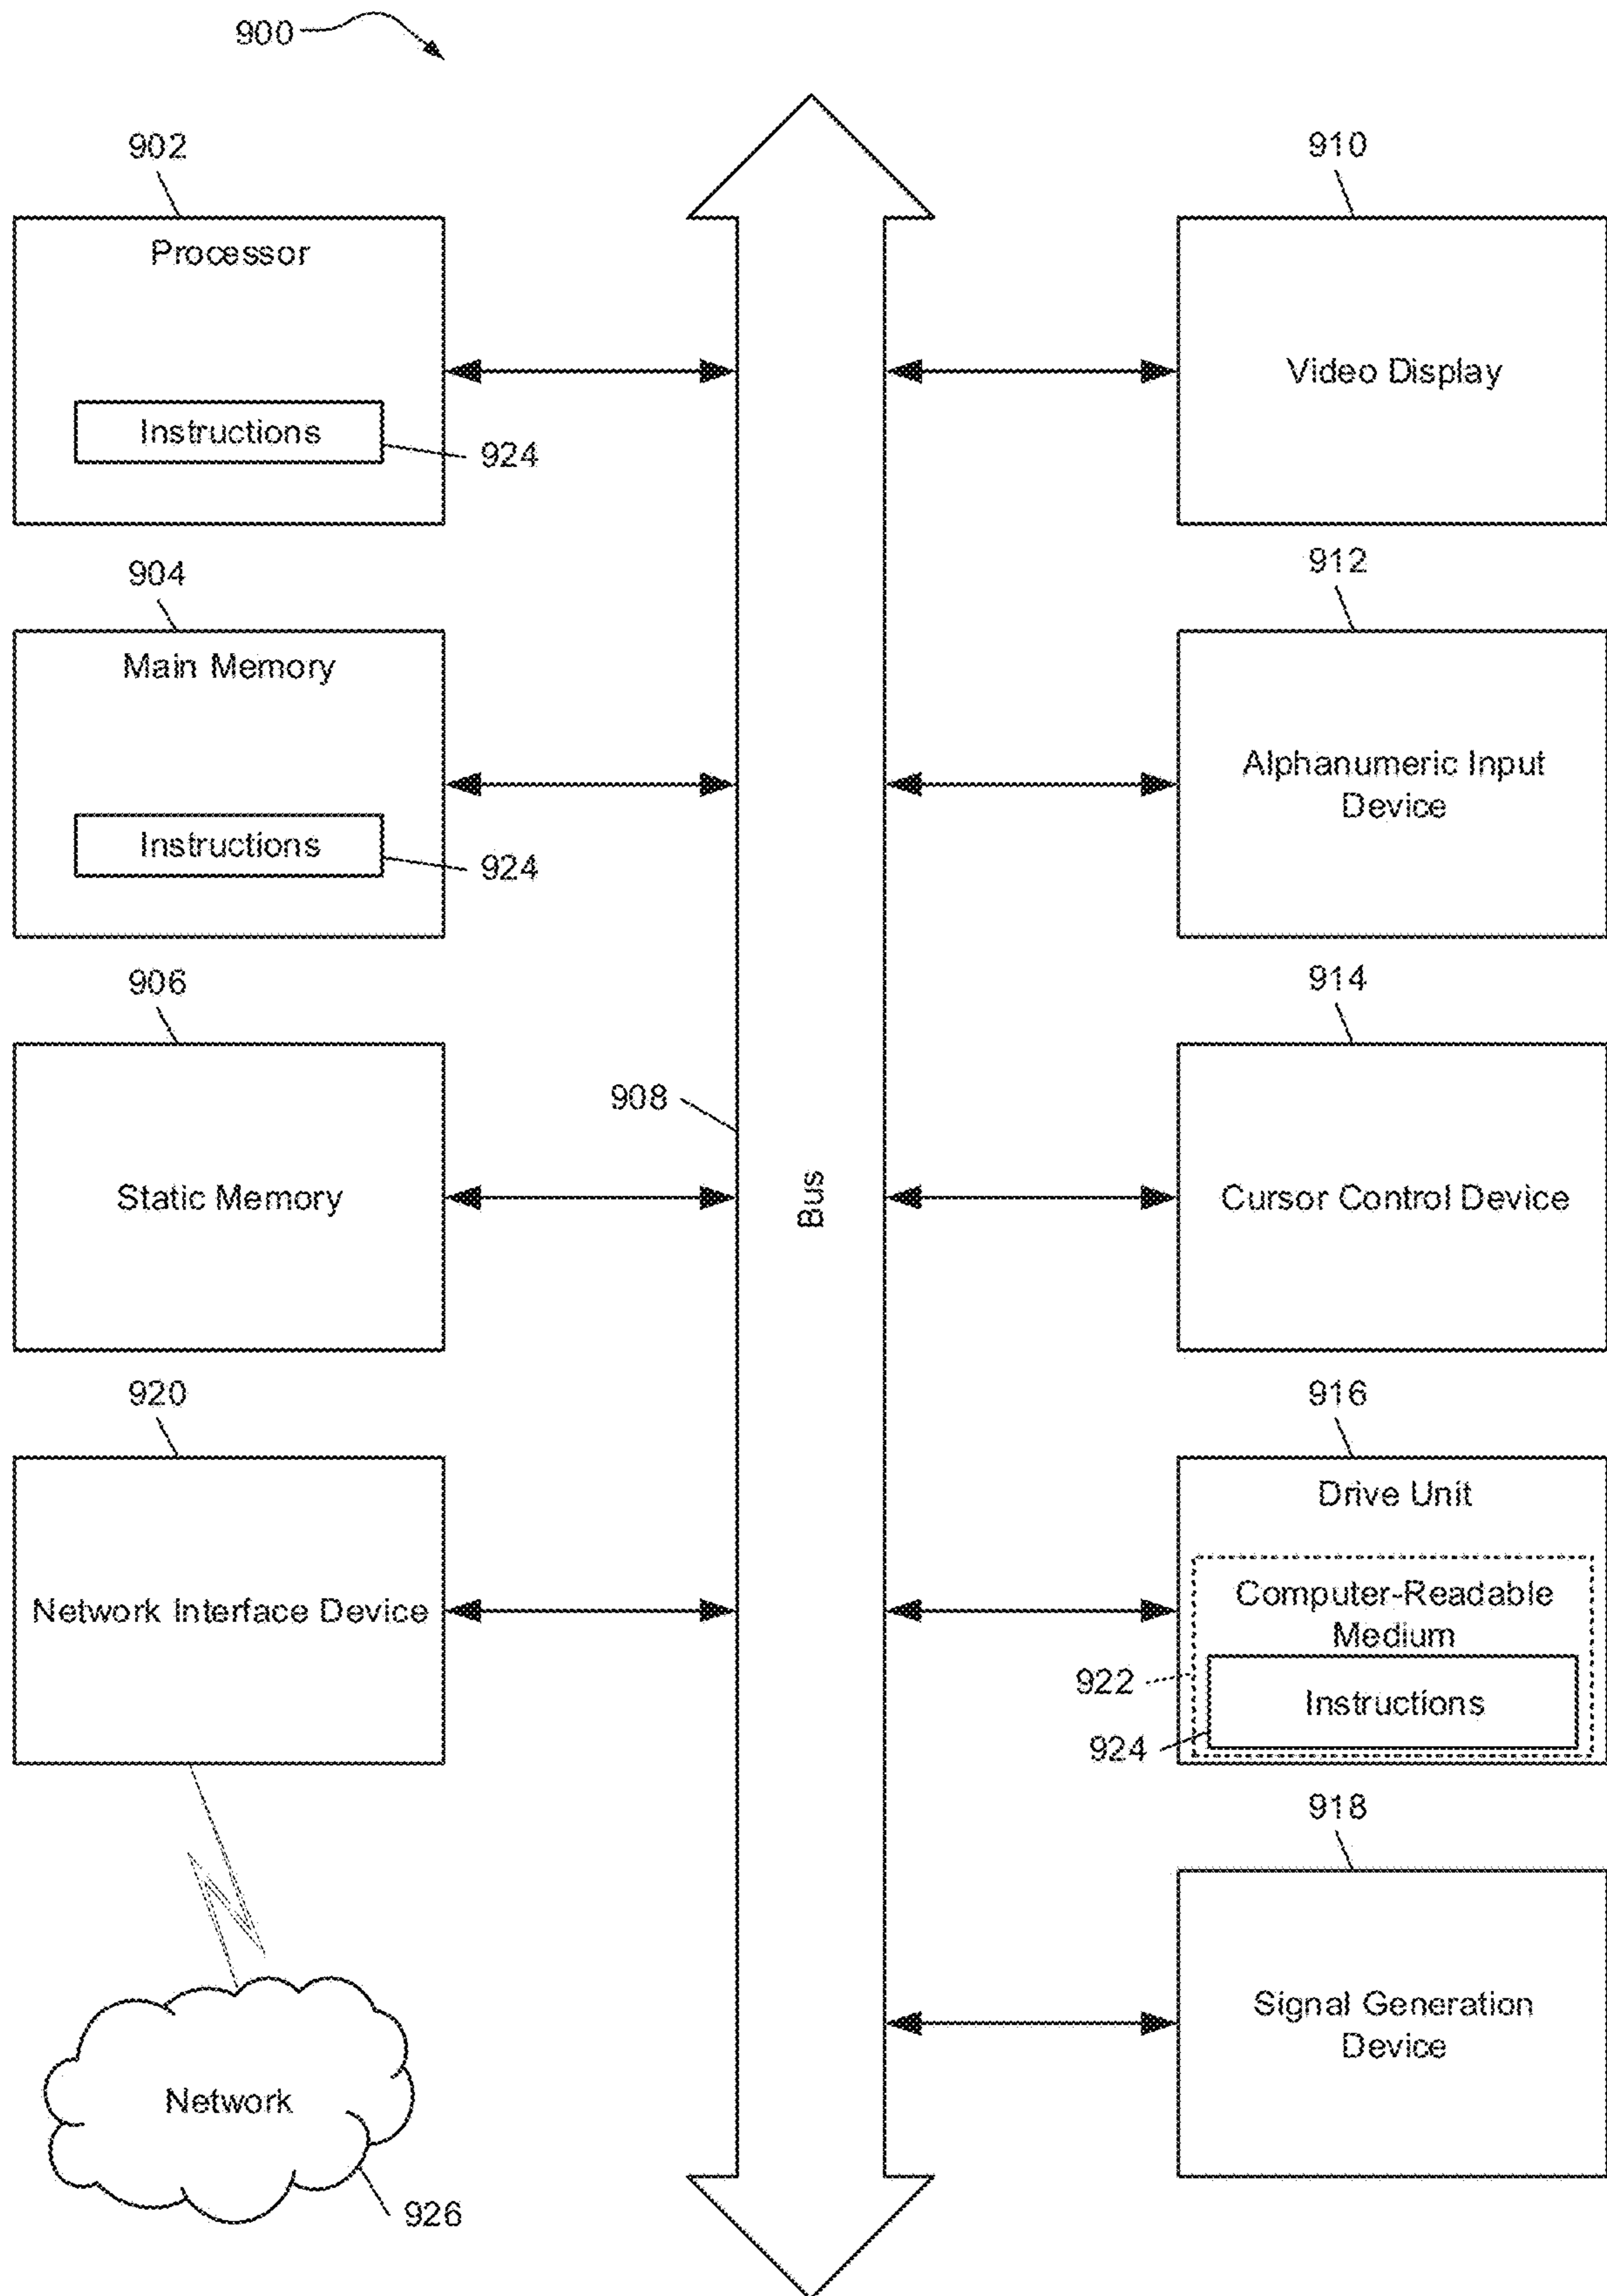 900
902
Processor
Instructions
924
904
Main Memory
Instructions
924
906
Static Memory
920
Network Interface Device
Network
926
908
Bus
910
Video Display
912
Alphanumeric Input
Device
914
Cursor Control Device
916
Drive Unit
Computer-Readable
Medium
922
Instructions
924
918
Signal Generation
Device